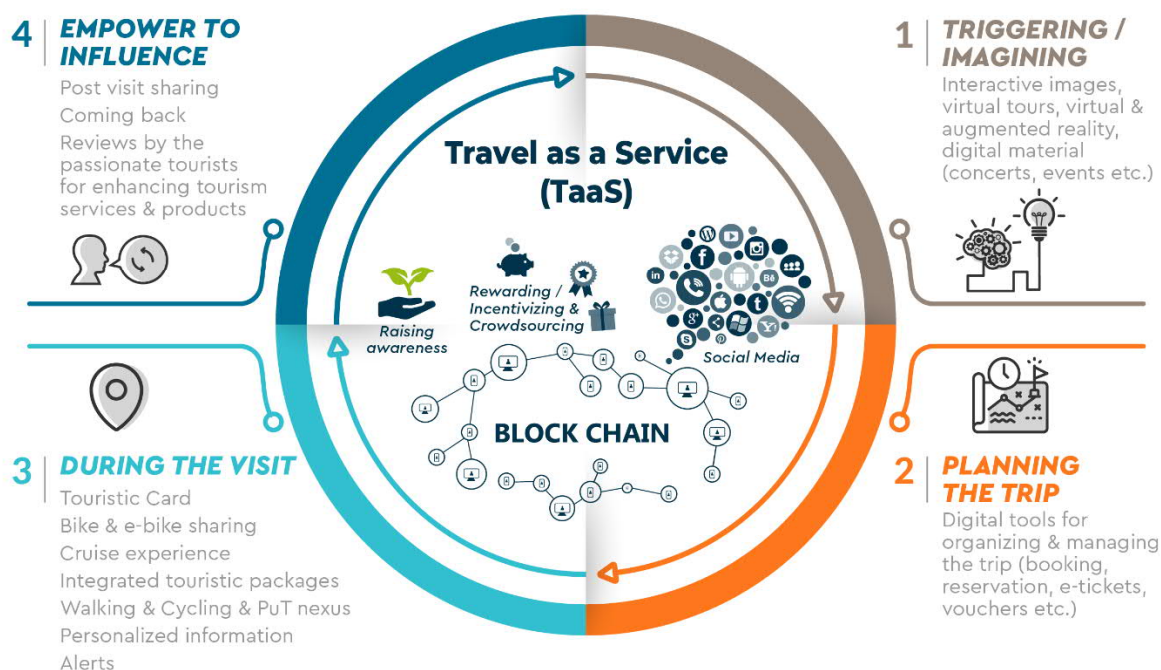 4
EMPOWER TO
INFLUENCE
Post visit sharing
Coming back
Reviews by the
passionate tourists
for enhancing tourism
services & products
1
TRIGGERING /
IMAGINING
Interactive images,
virtual tours, virtual &
augmented reality,
digital material
(concerts, events etc.)
Travel as a Service
(TaaS)
Raising
awareness
Rewarding /
Incentivizing &
Crowdsourcing
in
f
Bē
t
g+
S
Social Media
BLOCK CHAIN
3
DURING THE VISIT
Touristic Card
Bike & e-bike sharing
Cruise experience
Integrated touristic packages
Walking & Cycling & PuT nexus
Personalized information
Alerts
2
PLANNING
THE TRIP
Digital tools for
organizing & managing
the trip (booking,
reservation, e-tickets,
vouchers etc.)